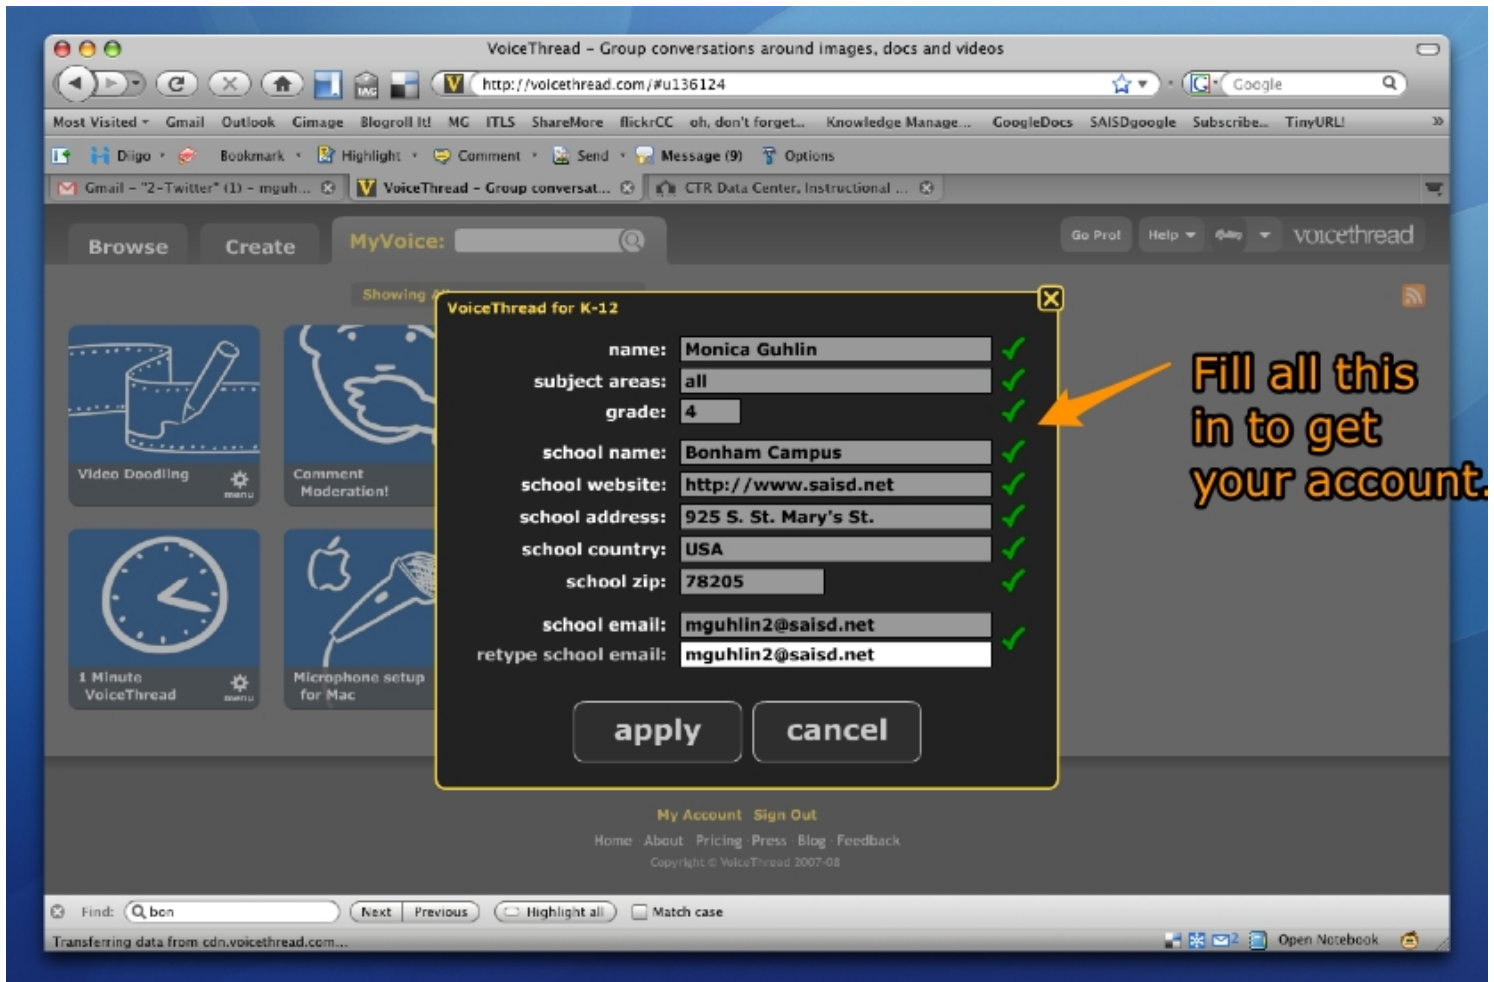 VoiceThread – Group conversations around images, docs and videos
http://voicethread.com/#u136124
Google
Most Visited Gmail Outlook Gimage Blogroll It! MG ITLS ShareMore flickrCC oh, don't forget... Knowledge Manage... GoogleDocs SAISDgoogle Subscribe... TinyURL! »
Diigo Bookmark Highlight Comment Send Message (9) Options
Gmail – "2-Twitter" (1) – mguh... VoiceThread – Group conversat... CTR Data Center, Instructional ...
Browse Create MyVoice: Go Pro! Help voicethread
Showing
VoiceThread for K-12
name: Monica Guhlin
subject areas: all
grade: 4
school name: Bonham Campus
school website: http://www.saisd.net
school address: 925 S. St. Mary's St.
school country: USA
school zip: 78205
school email: mguhlin2@saisd.net
retype school email: mguhlin2@saisd.net
apply cancel
Fill all this
in to get
your account.
Video Doodling menu
Comment
Moderation!
1 Minute
VoiceThread menu
Microphone setup
for Mac
My Account Sign Out
Home · About · Pricing · Press · Blog · Feedback
Copyright © VoiceThread 2007-08
Find: bon Next Previous Highlight all Match case
Transferring data from cdn.voicethread.com... 2 Open Notebook